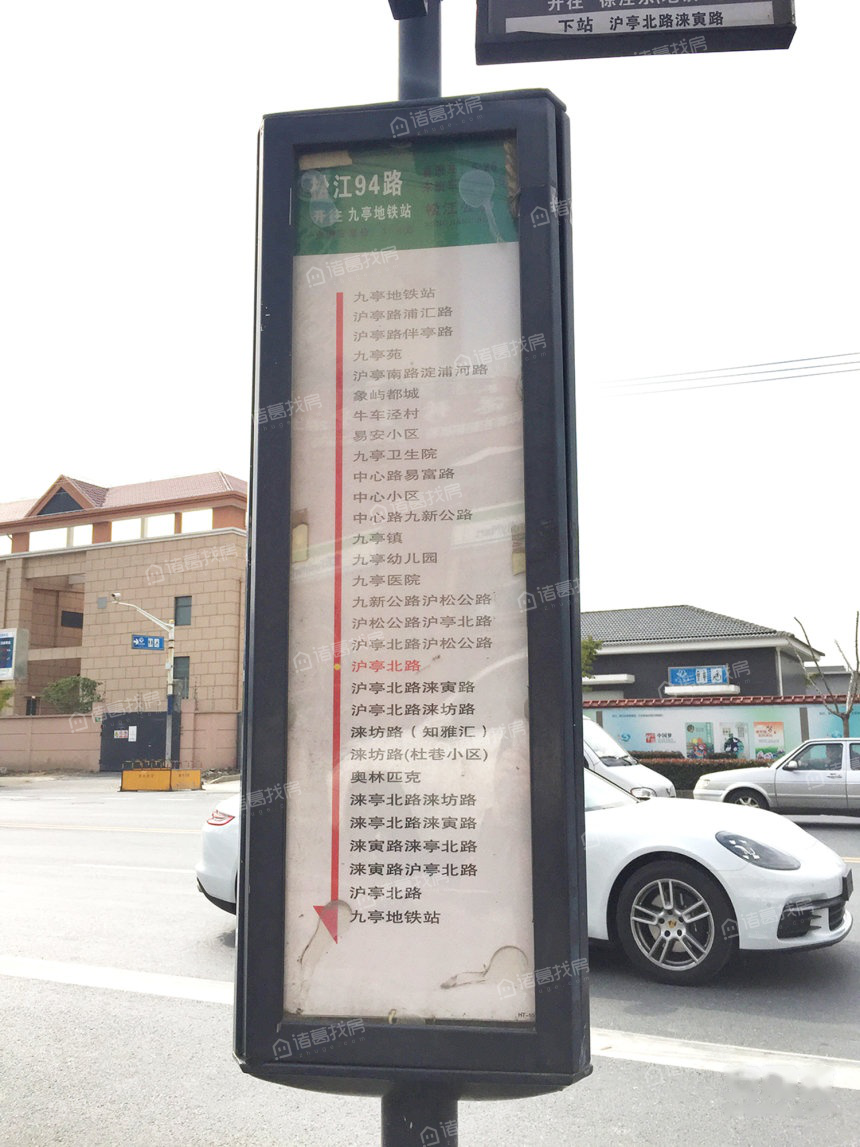 下站 沪亭北路涞寅路
松江94路
开往 九亭地铁站
九亭地铁站
沪亭路浦汇路
沪亭路伴亭路
九亭苑
沪亭南路淀浦河路
象屿都城
牛车泾村
易安小区
九亭卫生院
中心路易富路
中心小区
中心路九新公路
九亭镇
九亭幼儿园
九亭医院
九新公路沪松公路
沪松公路沪亭北路
沪亭北路沪松公路
沪亭北路
沪亭北路涞寅路
沪亭北路涞坊路
涞坊路（知雅汇）
涞坊路(杜巷小区)
奥林匹克
涞亭北路涞坊路
涞亭北路涞寅路
涞寅路涞亭北路
涞寅路沪亭北路
沪亭北路
九亭地铁站
中国梦
诸葛找房